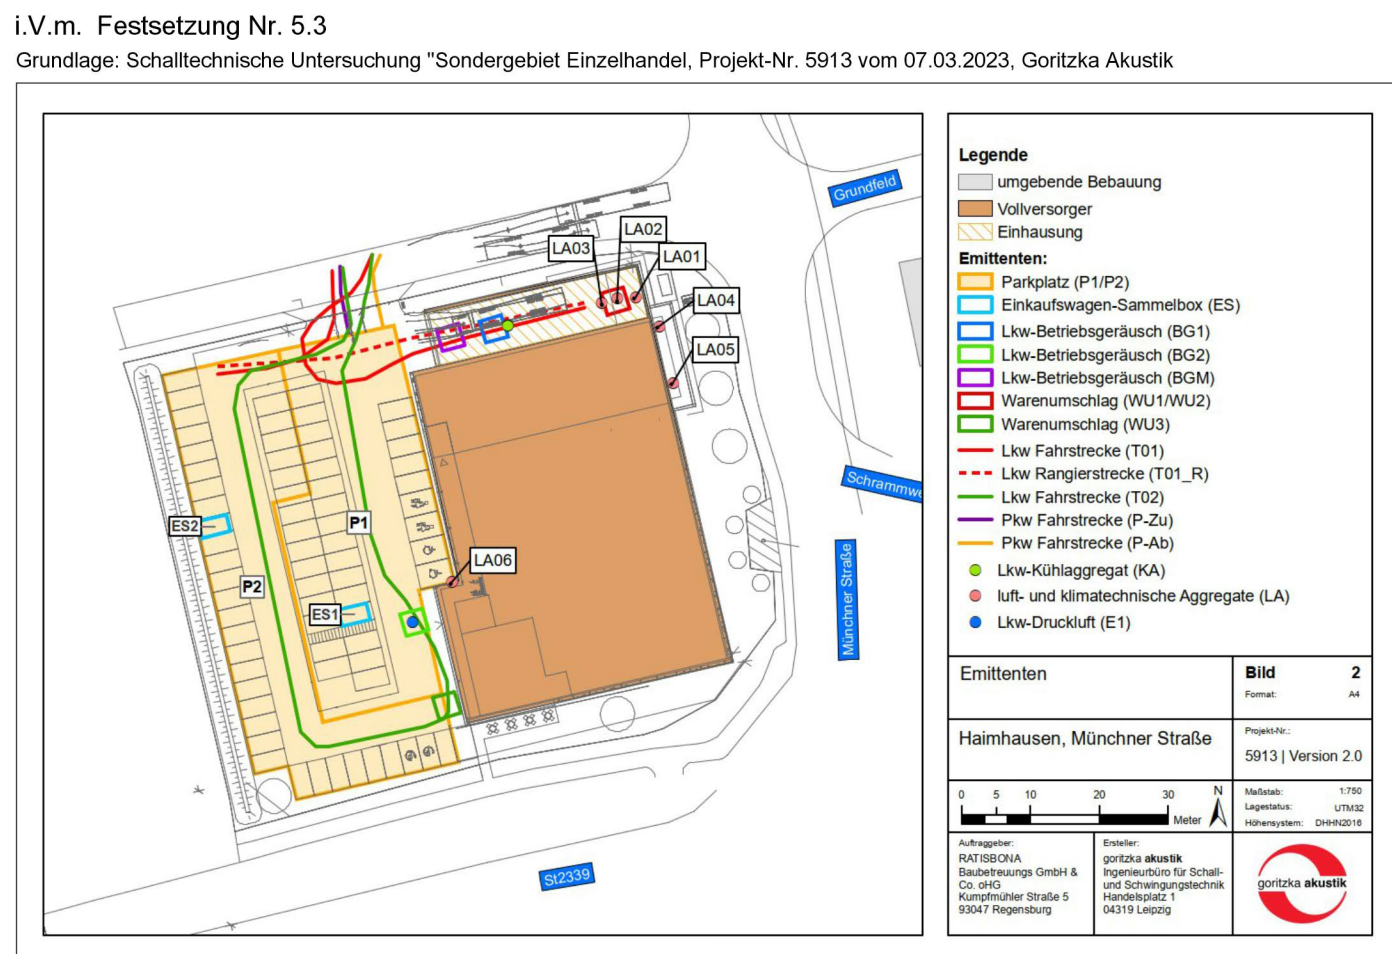 i.V.m. Festsetzung Nr. 5.3
Grundlage: Schalltechnische Untersuchung "Sondergebiet Einzelhandel, Projekt-Nr. 5913 vom 07.03.2023, Goritzka Akustik
Grundfeld
LA02
LA03
LA01
LA04
LA05
Schrammwe
ES2
P1
LA06
P2
ES1
Münchner Straße
St2339
Legende
umgebende Bebauung
Vollversorger
Einhausung
Emittenten:
Parkplatz (P1/P2)
Einkaufswagen-Sammelbox (ES)
Lkw-Betriebsgeräusch (BG1)
Lkw-Betriebsgeräusch (BG2)
Lkw-Betriebsgeräusch (BGM)
Warenumschlag (WU1/WU2)
Warenumschlag (WU3)
Lkw Fahrstrecke (T01)
Lkw Rangierstrecke (T01_R)
Lkw Fahrstrecke (T02)
Pkw Fahrstrecke (P-Zu)
Pkw Fahrstrecke (P-Ab)
Lkw-Kühlaggregat (KA)
luft- und klimatechnische Aggregate (LA)
Lkw-Druckluft (E1)
Emittenten
Bild 2
Format: A4
Haimhausen, Münchner Straße
Projekt-Nr.:
5913 | Version 2.0
0 5 10 20 30
Meter
N
Maßstab: 1:750
Lagestatus: UTM32
Höhensystem: DHHN2016
Auftraggeber:
RATISBONA
Baubetreuungs GmbH &
Co. oHG
Kumpfmühler Straße 5
93047 Regensburg
Ersteller:
goritzka akustik
Ingenieurbüro für Schall-
und Schwingungstechnik
Handelsplatz 1
04319 Leipzig
goritzka akustik